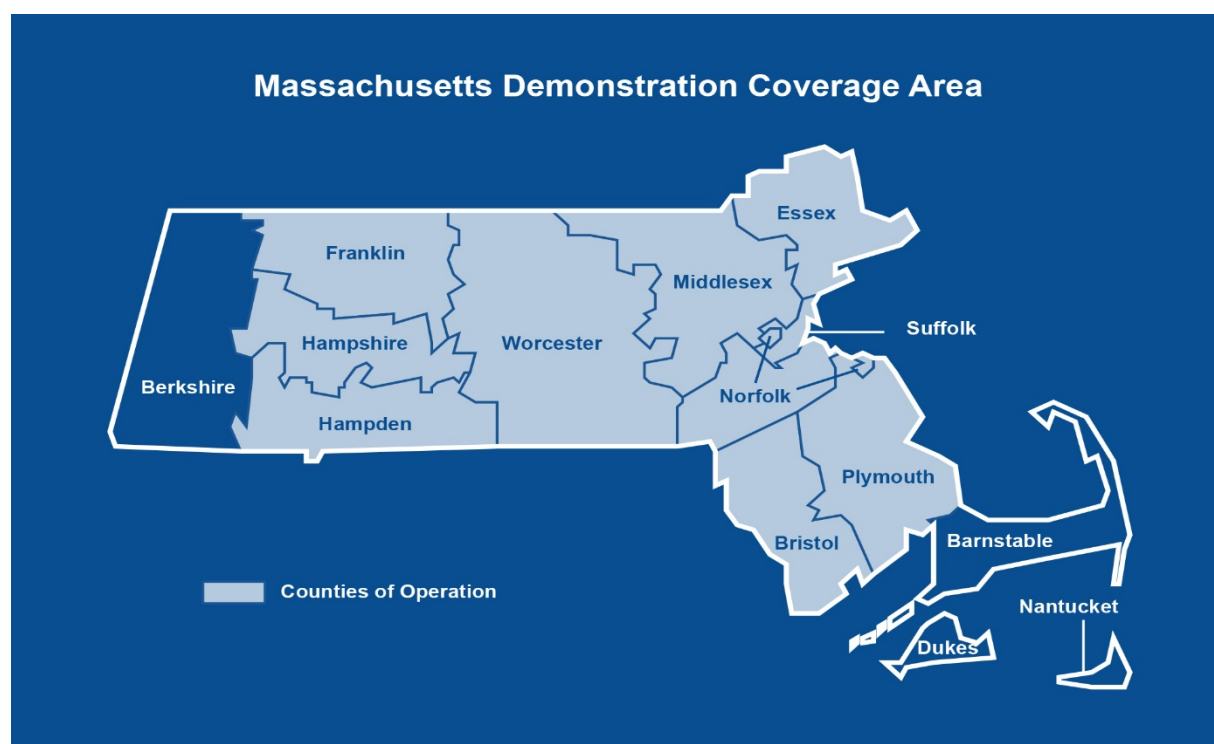 Massachusetts Demonstration Coverage Area
Essex
Franklin
Middlesex
Suffolk
Hampshire
Worcester
Berkshire
Norfolk
Hampden
Plymouth
Bristol
Barnstable
Counties of Operation
Nantucket
Dukes